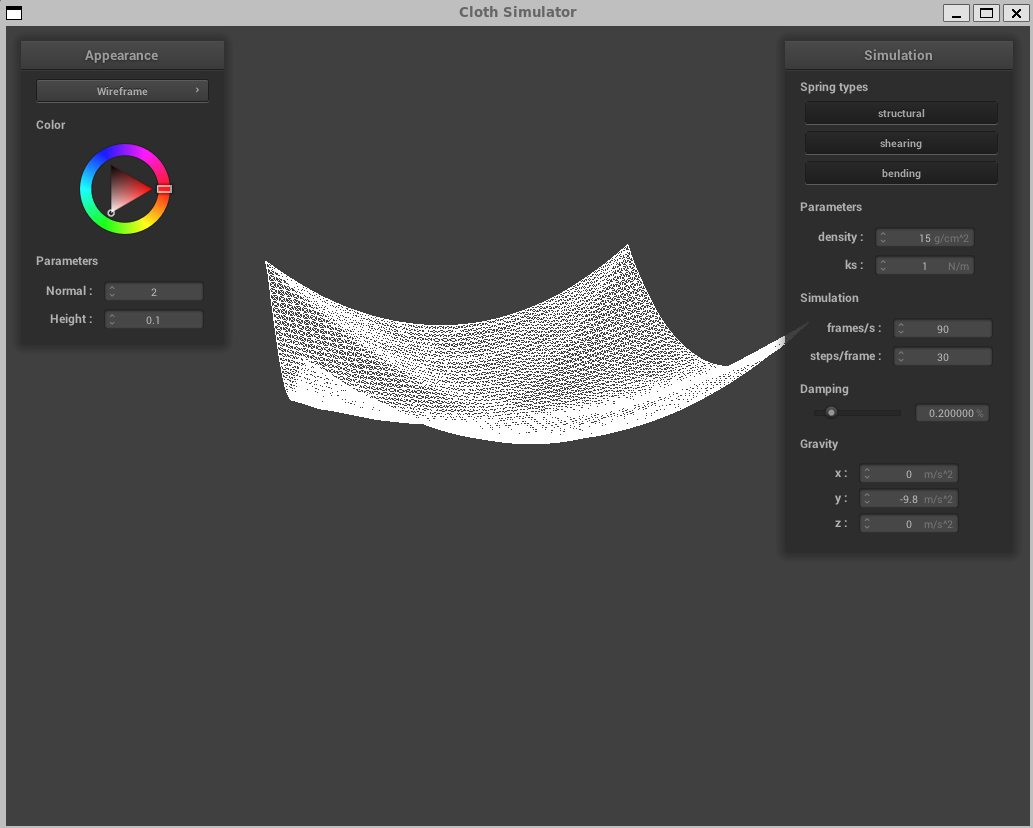 Cloth Simulator
Appearance
Wireframe
Color
Parameters
Normal : 2
Height : 0.1
Simulation
Spring types
structural
shearing
bending
Parameters
density : 15 g/cm^2
ks : 1 N/m
Simulation
frames/s : 90
steps/frame : 30
Damping
0.200000 %
Gravity
x : 0 m/s^2
y : -9.8 m/s^2
z : 0 m/s^2